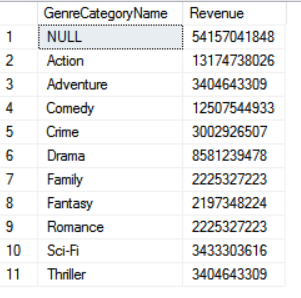 GenreCategoryName Revenue
1 NULL 54157041848
2 Action 13174738026
3 Adventure 3404643309
4 Comedy 12507544933
5 Crime 3002926507
6 Drama 8581239478
7 Family 2225327223
8 Fantasy 2197348224
9 Romance 2225327223
10 Sci-Fi 3433303616
11 Thriller 3404643309